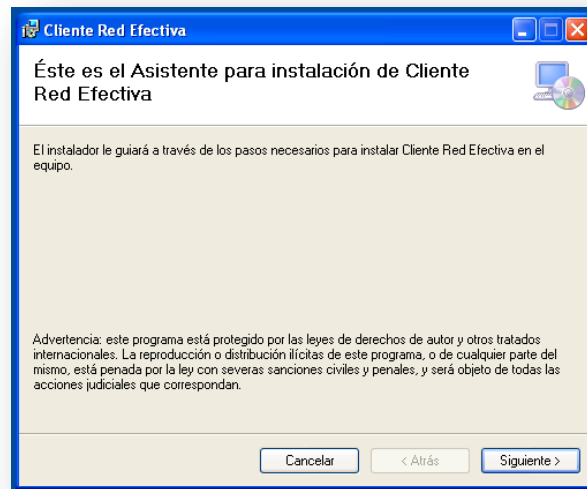 Cliente Red Efectiva
Éste es el Asistente para instalación de Cliente
Red Efectiva
El instalador le guiará a través de los pasos necesarios para instalar Cliente Red Efectiva en el
equipo.
Advertencia: este programa está protegido por las leyes de derechos de autor y otros tratados
internacionales. La reproducción o distribución ilícitas de este programa, o de cualquier parte del
mismo, está penada por la ley con severas sanciones civiles y penales, y será objeto de todas las
acciones judiciales que correspondan.
Cancelar < Atrás Siguiente >